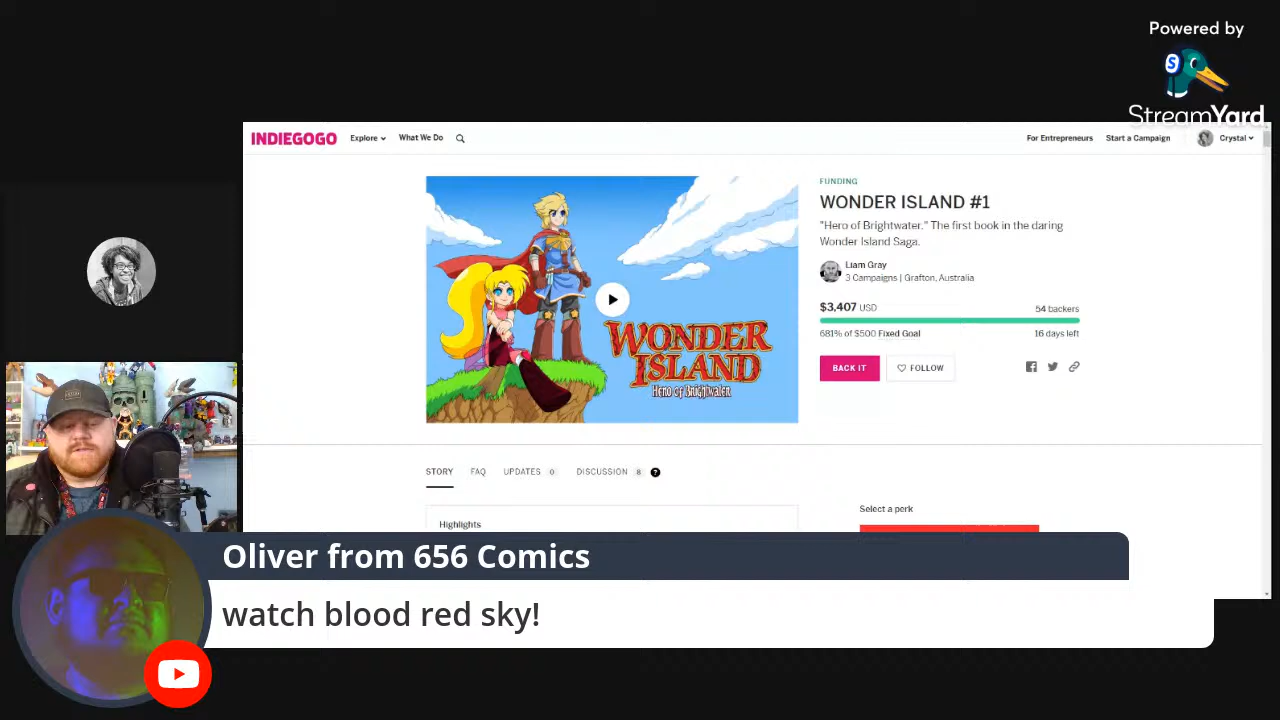 Powered by
StreamYard
INDIEGOGO
Explore
What We Do
For Entrepreneurs
Start a Campaign
Crystal
WONDER
ISLAND
Hero of Brightwater
FUNDING
WONDER ISLAND #1
"Hero of Brightwater." The first book in the daring
Wonder Island Saga.
Liam Gray
3 Campaigns | Grafton, Australia
$3,407 USD
54 backers
681% of $500 Fixed Goal
16 days left
BACK IT
FOLLOW
STORY
FAQ
UPDATES 0
DISCUSSION 8 ?
Highlights
Select a perk
Oliver from 656 Comics
watch blood red sky!